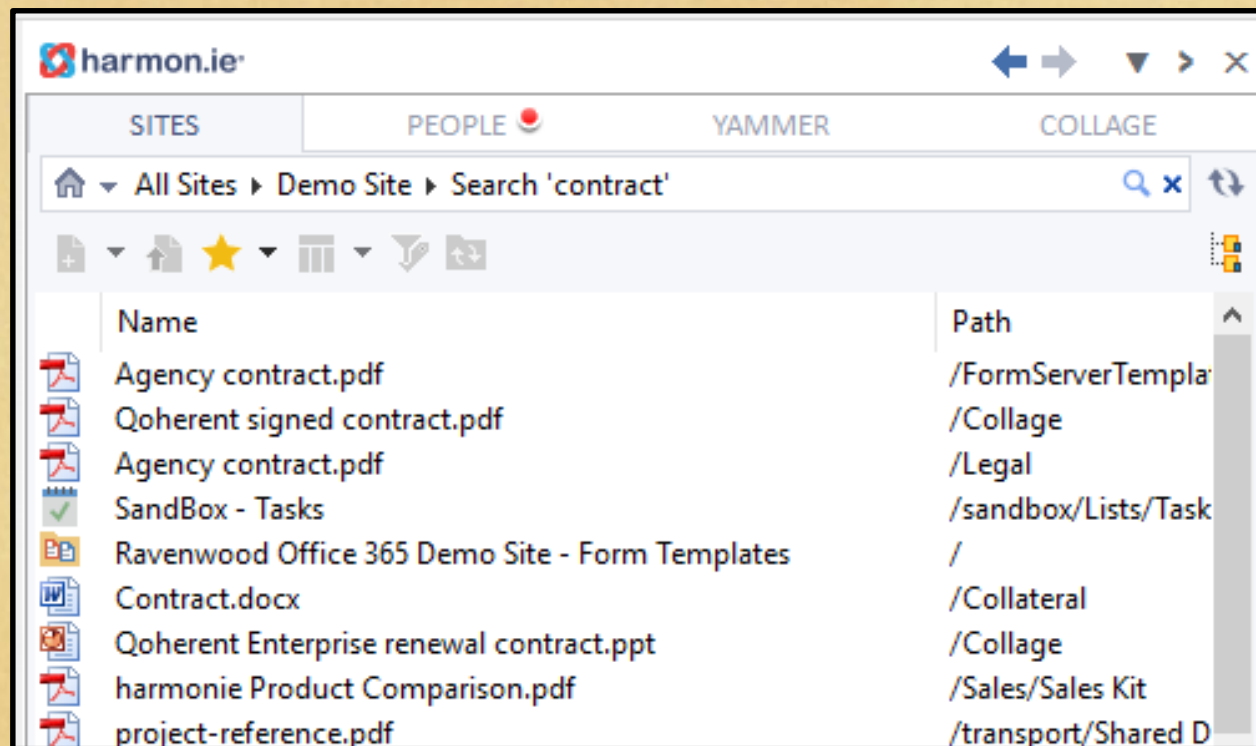 harmon.ie
SITES PEOPLE YAMMER COLLAGE
All Sites Demo Site Search 'contract'
Name Path
Agency contract.pdf /FormServerTempla
Qoherent signed contract.pdf /Collage
Agency contract.pdf /Legal
SandBox - Tasks /sandbox/Lists/Task
Ravenwood Office 365 Demo Site - Form Templates /
Contract.docx /Collateral
Qoherent Enterprise renewal contract.ppt /Collage
harmonie Product Comparison.pdf /Sales/Sales Kit
project-reference.pdf /transport/Shared D